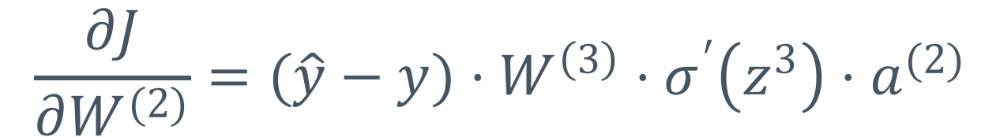 ∂J/∂W⁽²⁾ = (ŷ − y) · W⁽³⁾ · σ′(z³) · a⁽²⁾